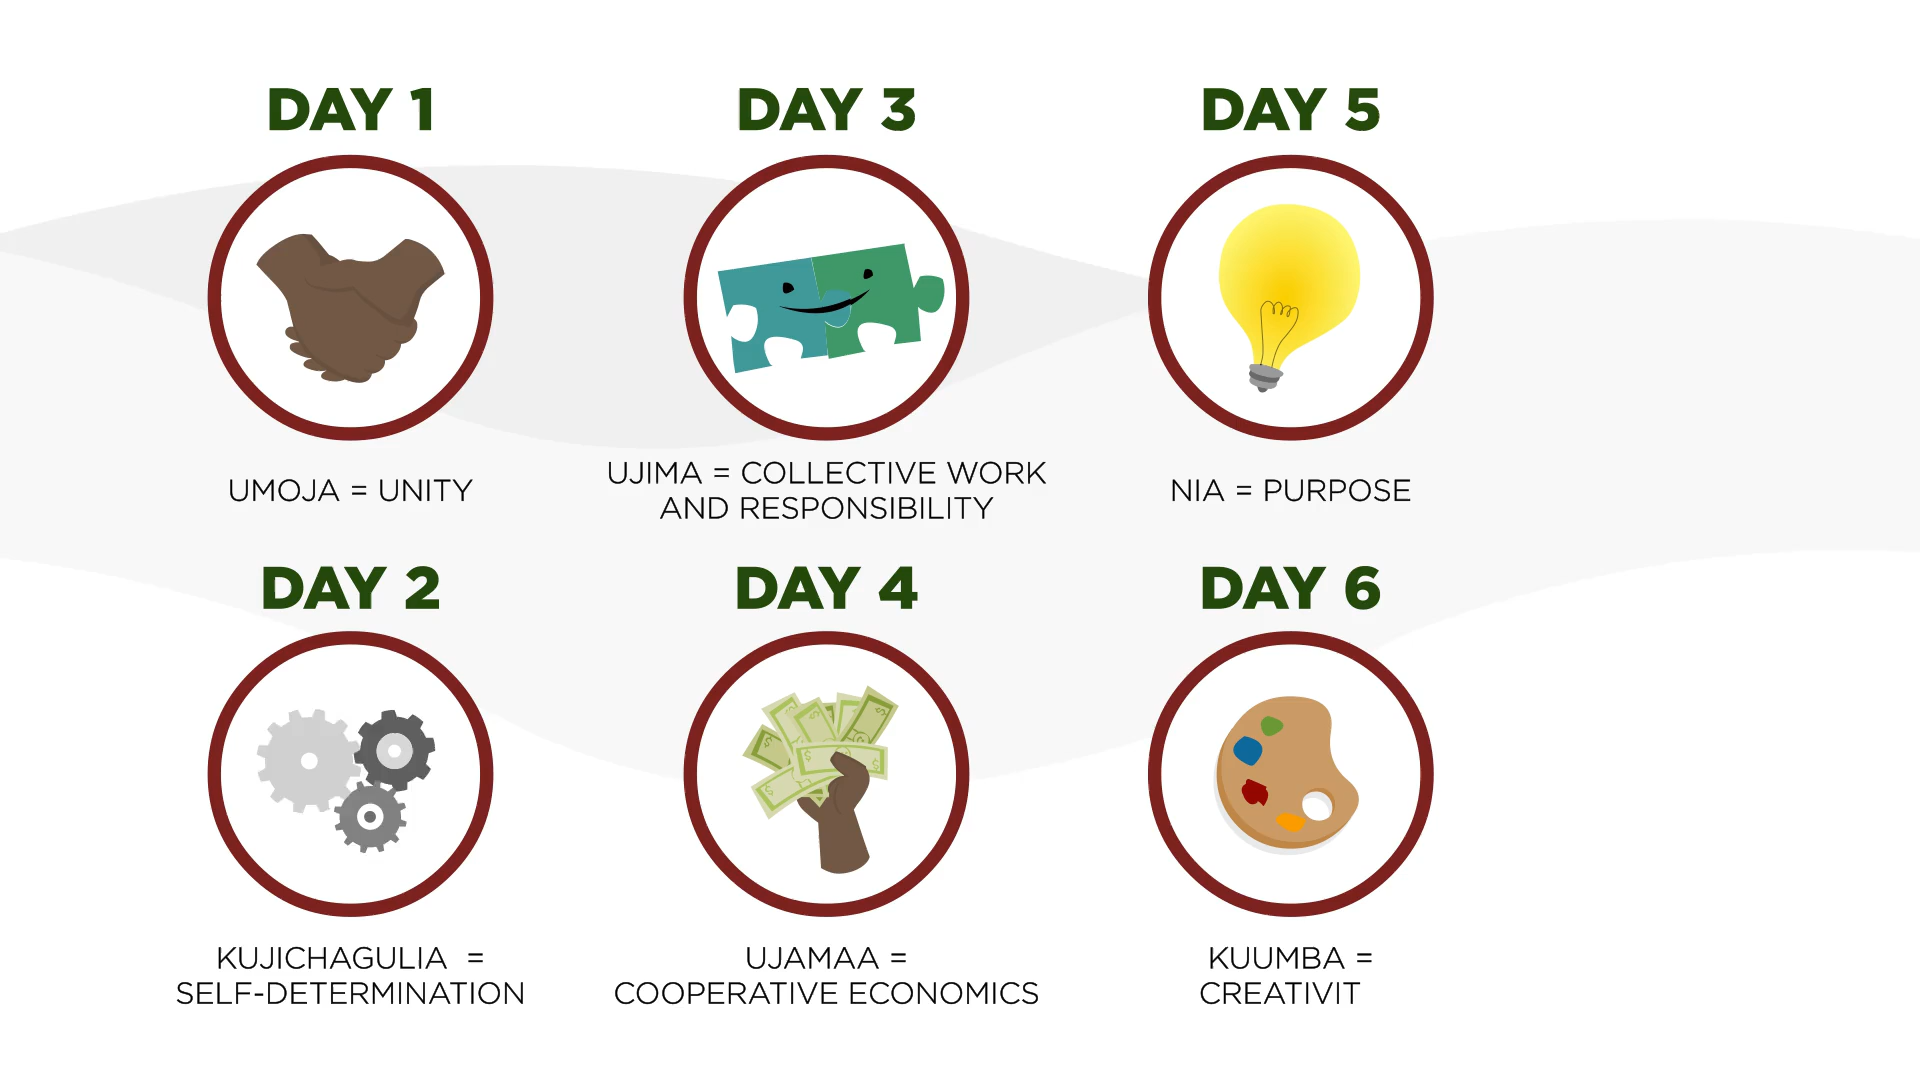 DAY 1
UMOJA = UNITY
DAY 2
KUJICHAGULIA =
SELF-DETERMINATION
DAY 3
UJIMA = COLLECTIVE WORK
AND RESPONSIBILITY
DAY 4
UJAMAA =
COOPERATIVE ECONOMICS
DAY 5
NIA = PURPOSE
DAY 6
KUUMBA =
CREATIVIT